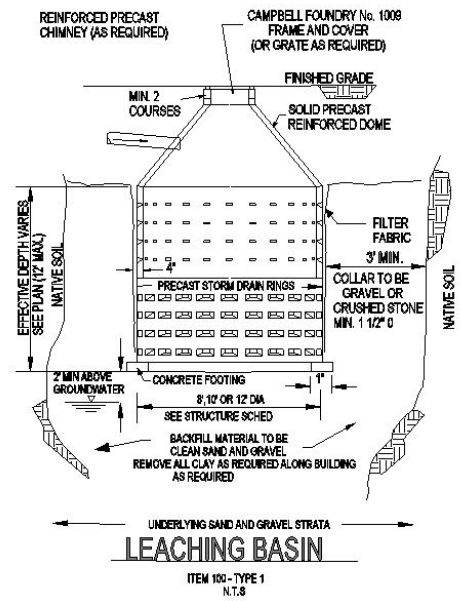 REINFORCED PRECAST
CHIMNEY (AS REQUIRED)
CAMPBELL FOUNDRY No. 1009
FRAME AND COVER
(OR GRATE AS REQUIRED)
FINISHED GRADE
MIN. 2
COURSES
SOLID PRECAST
REINFORCED DOME
EFFECTIVE DEPTH VARIES
SEE PLAN (12' MAX.)
NATIVE SOIL
FILTER
FABRIC
4"
3' MIN.
PRECAST STORM DRAIN RINGS
COLLAR TO BE
GRAVEL OR
CRUSHED STONE
MIN. 1 1/2" 0
NATIVE SOIL
2' MIN ABOVE
GROUNDWATER
CONCRETE FOOTING
1"
8',10' OR 12' DIA
SEE STRUCTURE SCHED
BACKFILL MATERIAL TO BE
CLEAN SAND AND GRAVEL
REMOVE ALL CLAY AS REQUIRED ALONG BUILDING
AS REQUIRED
UNDERLYING SAND AND GRAVEL STRATA
LEACHING BASIN
ITEM 100 - TYPE 1
N.T.S